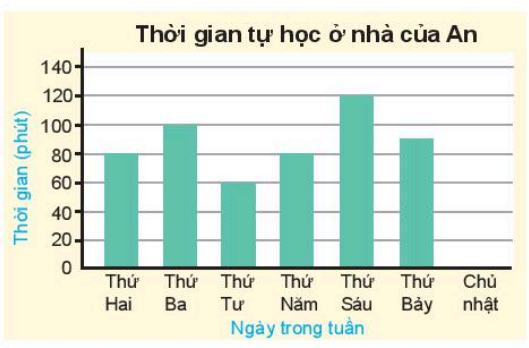 Thời gian tự học ở nhà của An
Thời gian (phút)
140
120
100
80
60
40
20
0
Thứ Hai
Thứ Ba
Thứ Tư
Thứ Năm
Thứ Sáu
Thứ Bảy
Chủ nhật
Ngày trong tuần